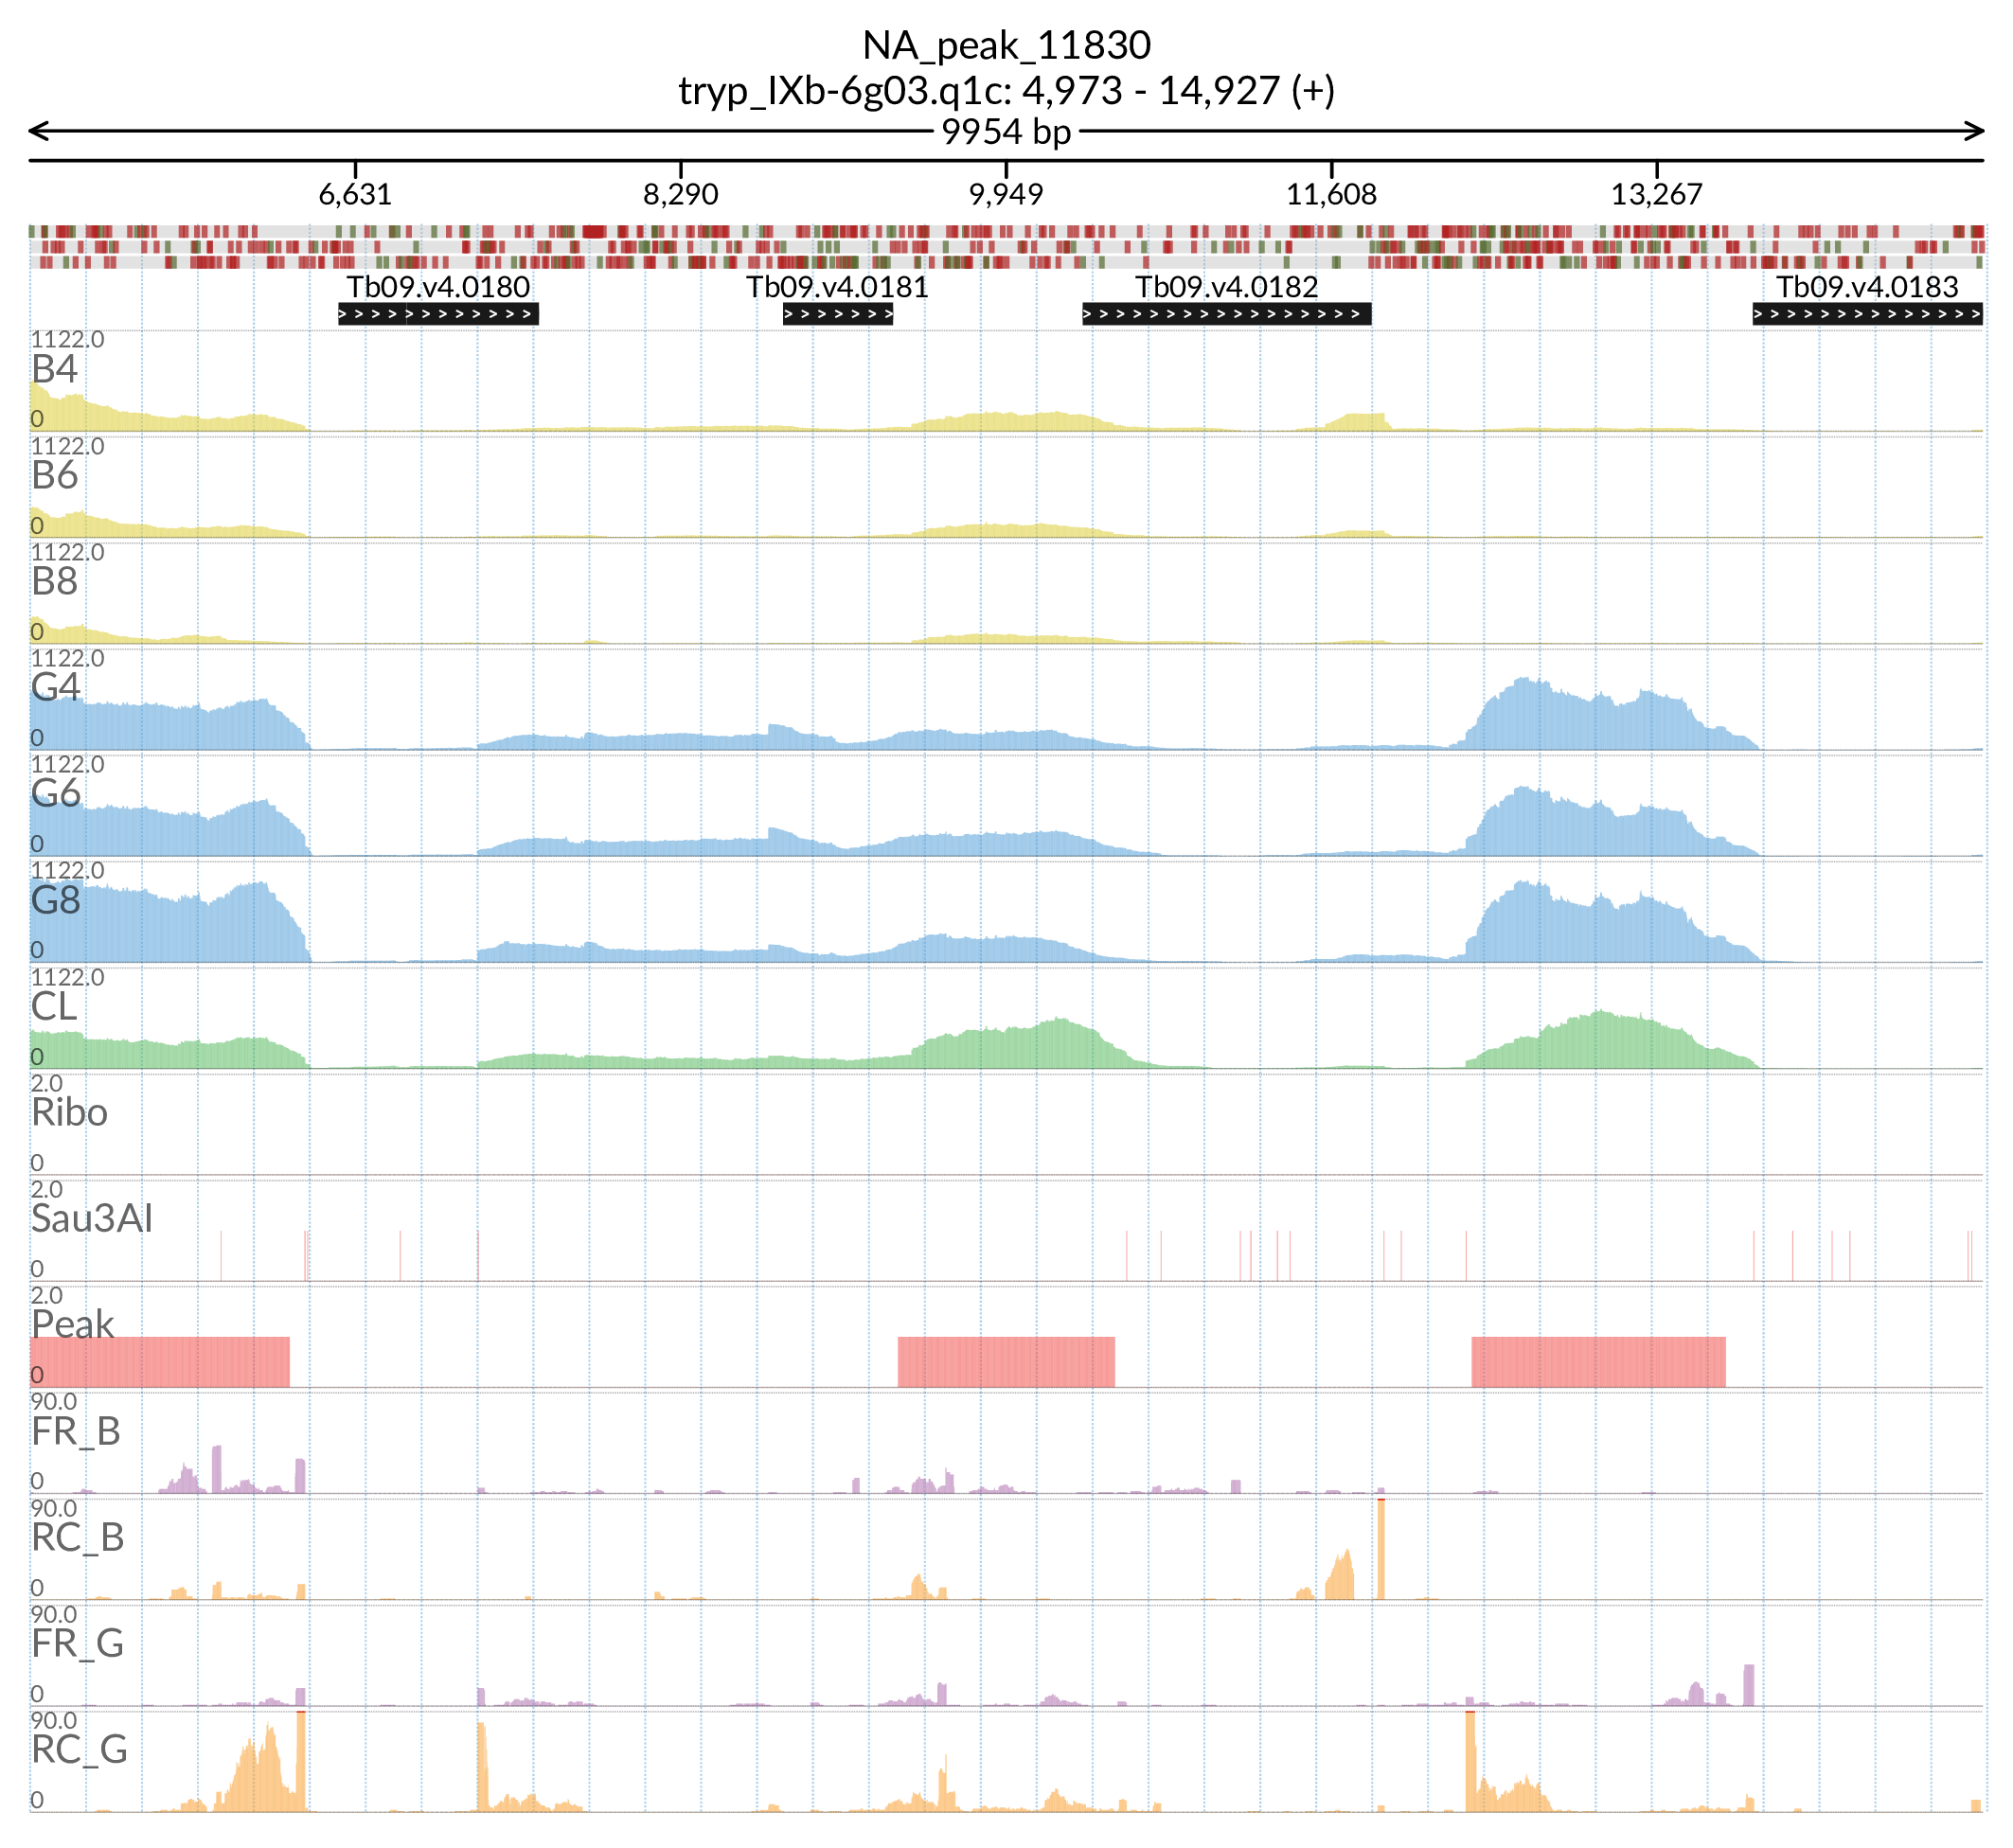 NA_peak_11830
tryp_IXb-6g03.q1c: 4,973 - 14,927 (+)
9954 bp
6,631 8,290 9,949 11,608 13,267
Tb09.v4.0180 Tb09.v4.0181 Tb09.v4.0182 Tb09.v4.0183
1122.0
B4
0
1122.0
B6
0
1122.0
B8
0
1122.0
G4
0
1122.0
G6
0
1122.0
G8
0
1122.0
CL
0
2.0
Ribo
0
2.0
Sau3AI
0
2.0
Peak
0
90.0
FR_B
0
90.0
RC_B
0
90.0
FR_G
0
90.0
RC_G
0